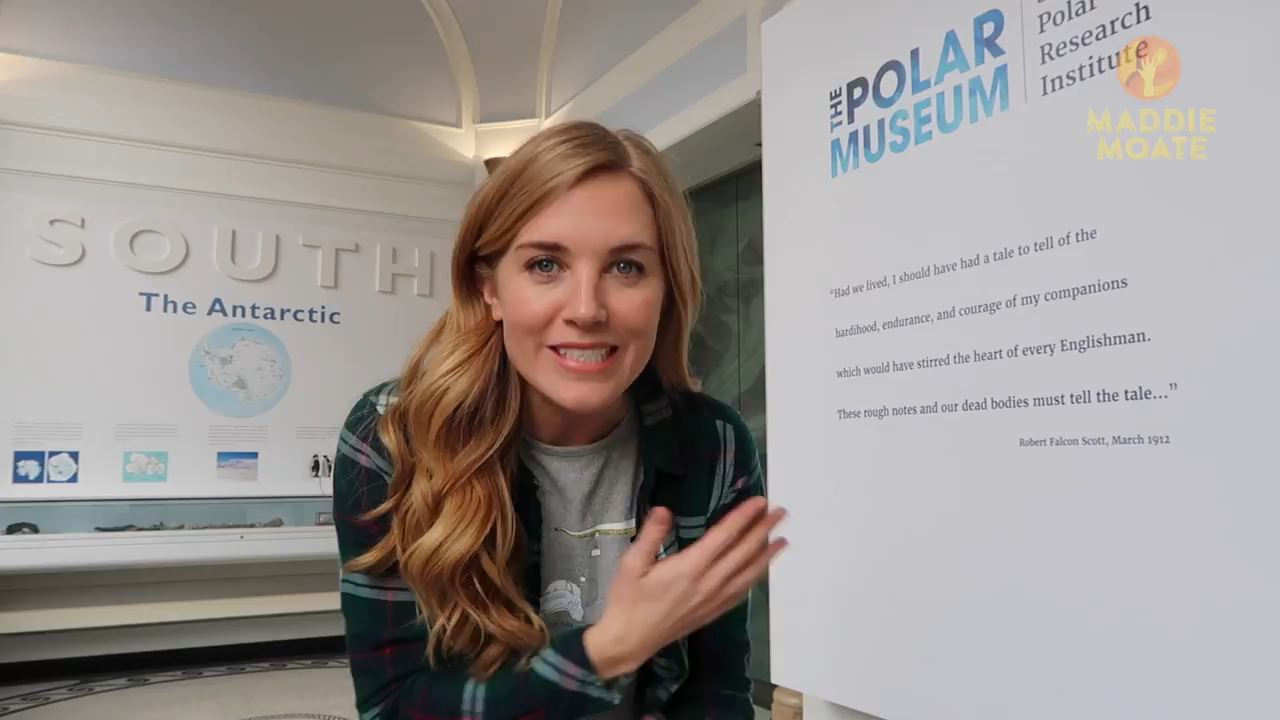 SOUTH
The Antarctic
THE POLAR
MUSEUM
Polar
Research
Institute
MADDIE
MOATE
“Had we lived, I should have had a tale to tell of the
hardihood, endurance, and courage of my companions
which would have stirred the heart of every Englishman.
These rough notes and our dead bodies must tell the tale...”
Robert Falcon Scott, March 1912